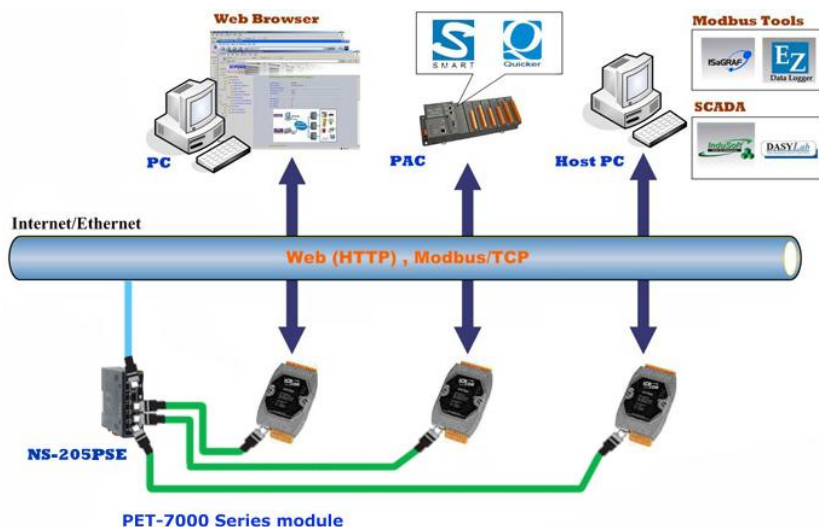 Web Browser
Modbus Tools
SMART
Quicker
ISaGRAF
EZ
Data Logger
SCADA
InduSoft
DASYLab
PC
PAC
Host PC
Internet/Ethernet
Web (HTTP) , Modbus/TCP
NS-205PSE
PET-7000 Series module